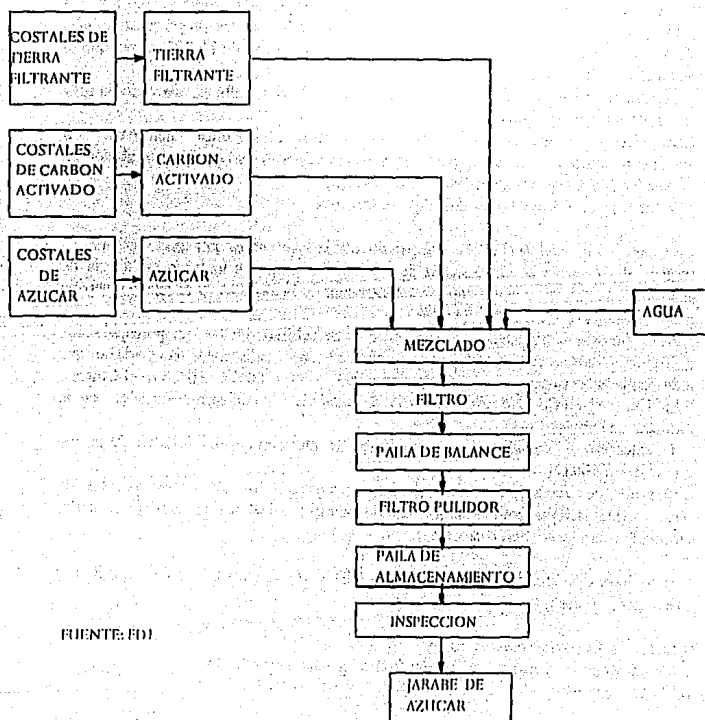 COSTALES DE
TIERRA
FILTRANTE
TIERRA
FILTRANTE
COSTALES
DE CARBON
ACTIVADO
CARBON
ACTIVADO
COSTALES
DE
AZUCAR
AZUCAR
AGUA
MEZCLADO
FILTRO
PAILA DE BALANCE
FILTRO PULIDOR
PAILA DE
ALMACENAMIENTO
INSPECCION
JARABE DE
AZUCAR
FUENTE: